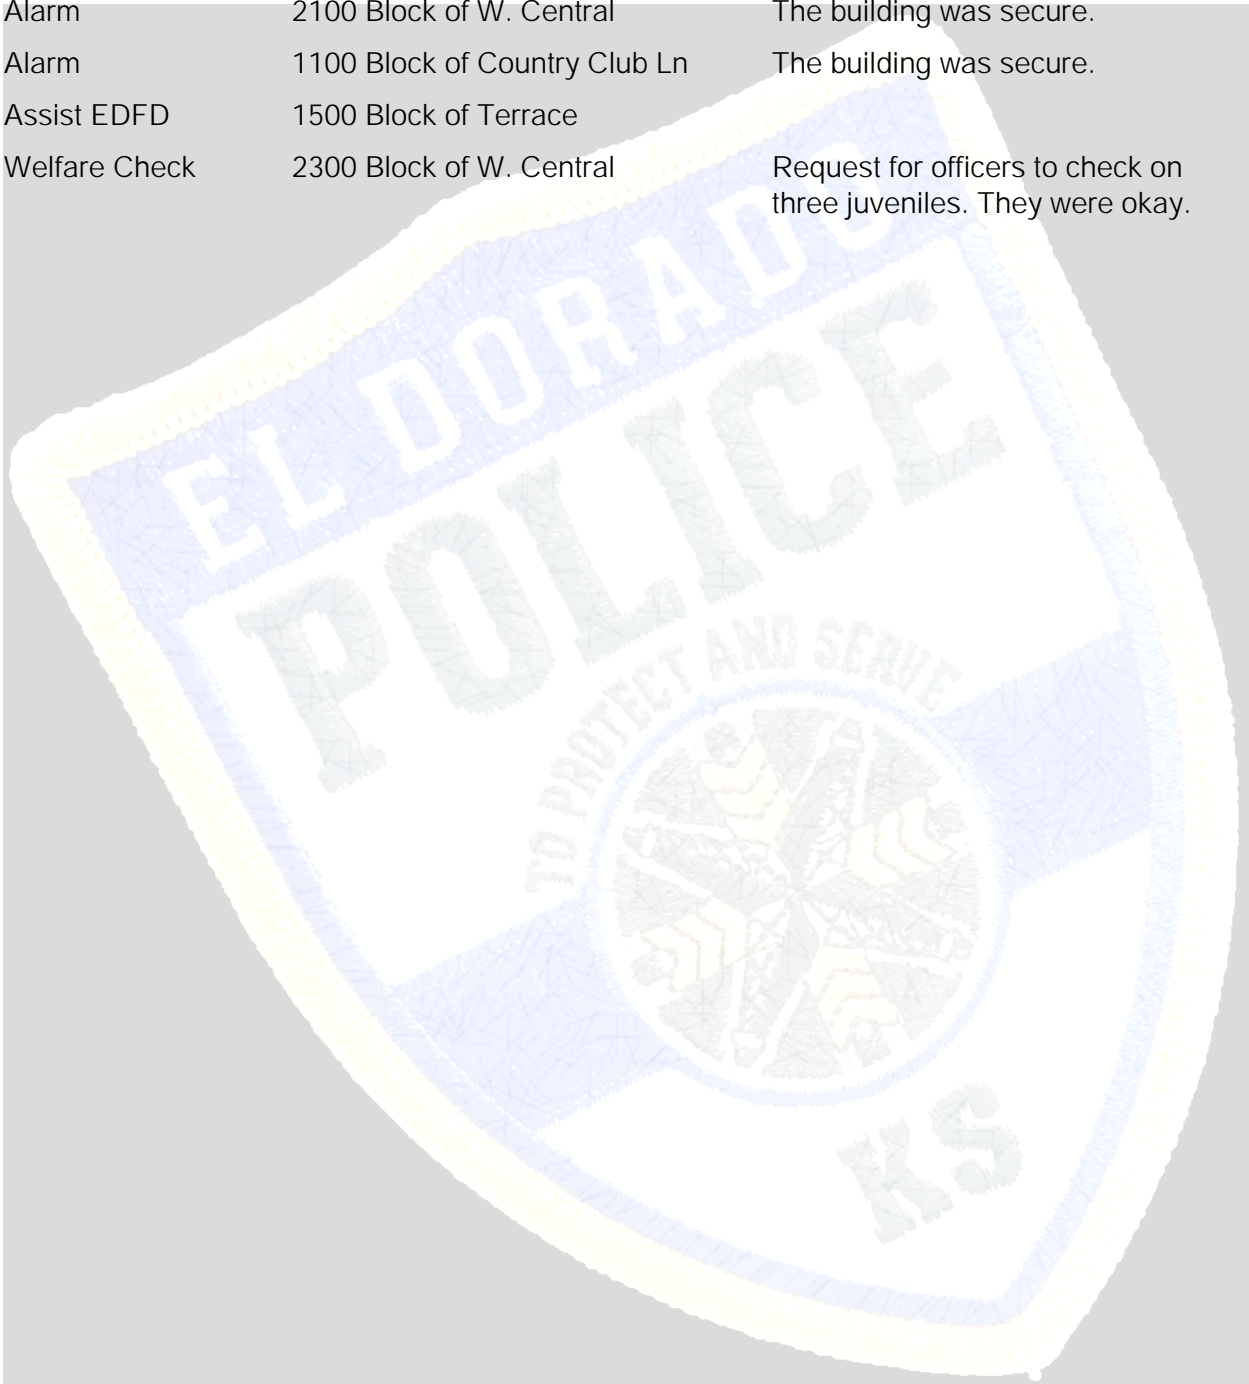 Alarm 2100 Block of W. Central The building was secure.
Alarm 1100 Block of Country Club Ln The building was secure.
Assist EDFD 1500 Block of Terrace
Welfare Check 2300 Block of W. Central Request for officers to check on
three juveniles. They were okay.
EL DORADO
POLICE
TO PROTECT AND SERVE
KS